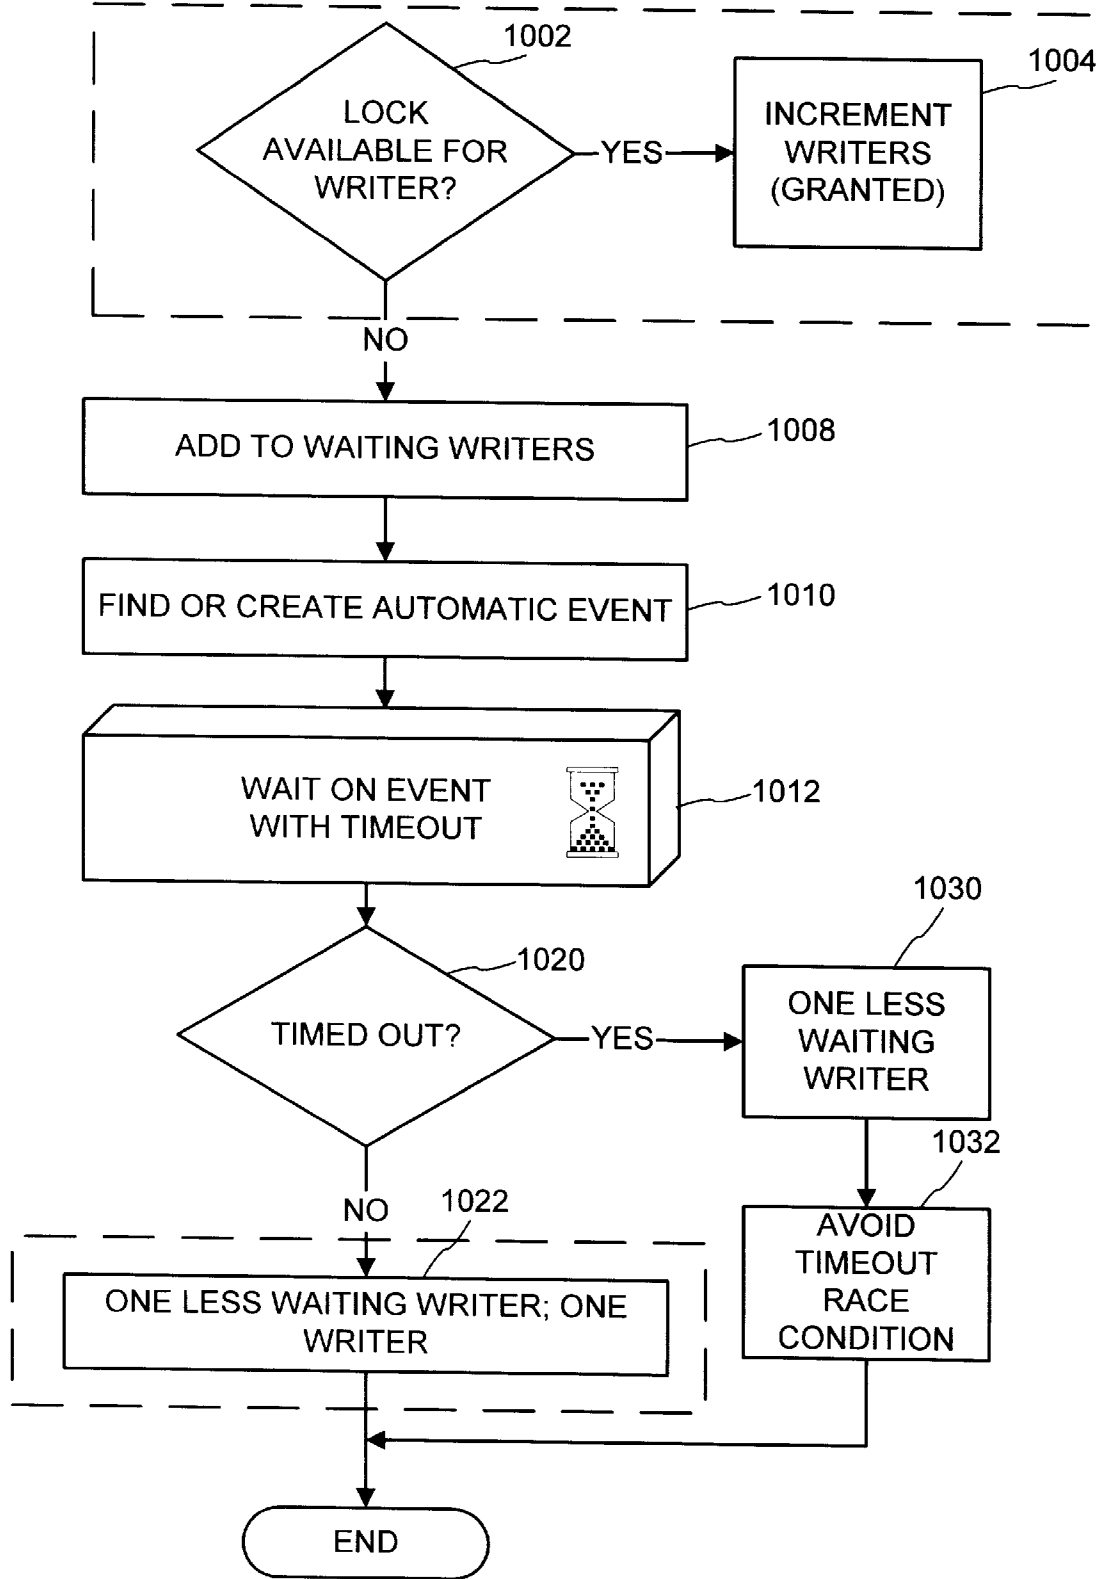 1002
LOCK
AVAILABLE FOR
WRITER?
YES
1004
INCREMENT
WRITERS
(GRANTED)
NO
ADD TO WAITING WRITERS
1008
FIND OR CREATE AUTOMATIC EVENT
1010
WAIT ON EVENT
WITH TIMEOUT
1012
1020
TIMED OUT?
YES
1030
ONE LESS
WAITING
WRITER
1032
AVOID
TIMEOUT
RACE
CONDITION
NO
1022
ONE LESS WAITING WRITER; ONE
WRITER
END